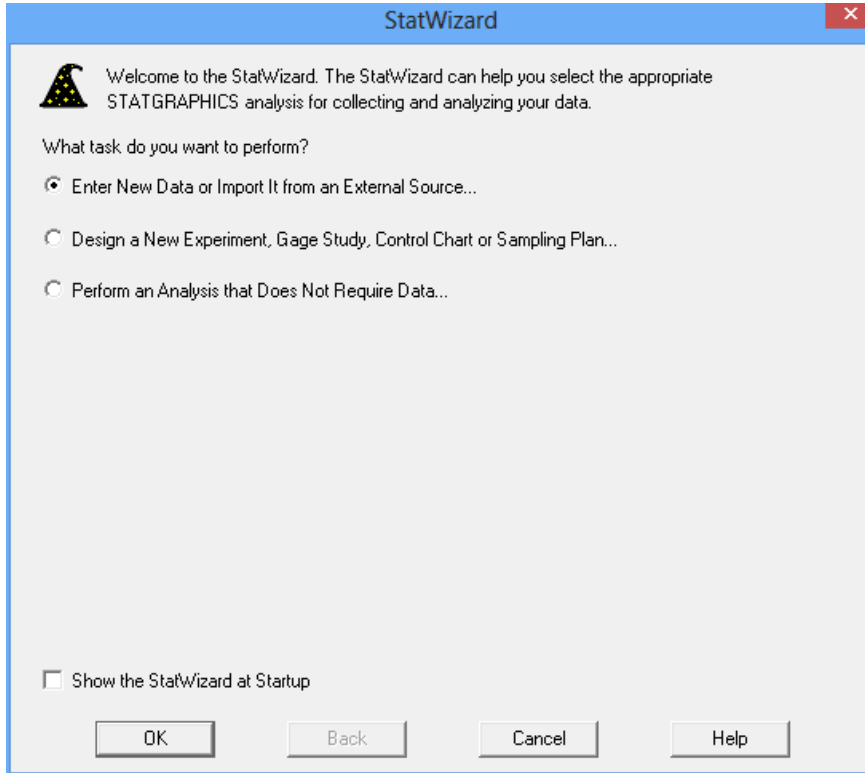 StatWizard
Welcome to the StatWizard. The StatWizard can help you select the appropriate
STATGRAPHICS analysis for collecting and analyzing your data.
What task do you want to perform?
Enter New Data or Import It from an External Source...
Design a New Experiment, Gage Study, Control Chart or Sampling Plan...
Perform an Analysis that Does Not Require Data...
Show the StatWizard at Startup
OK Back Cancel Help